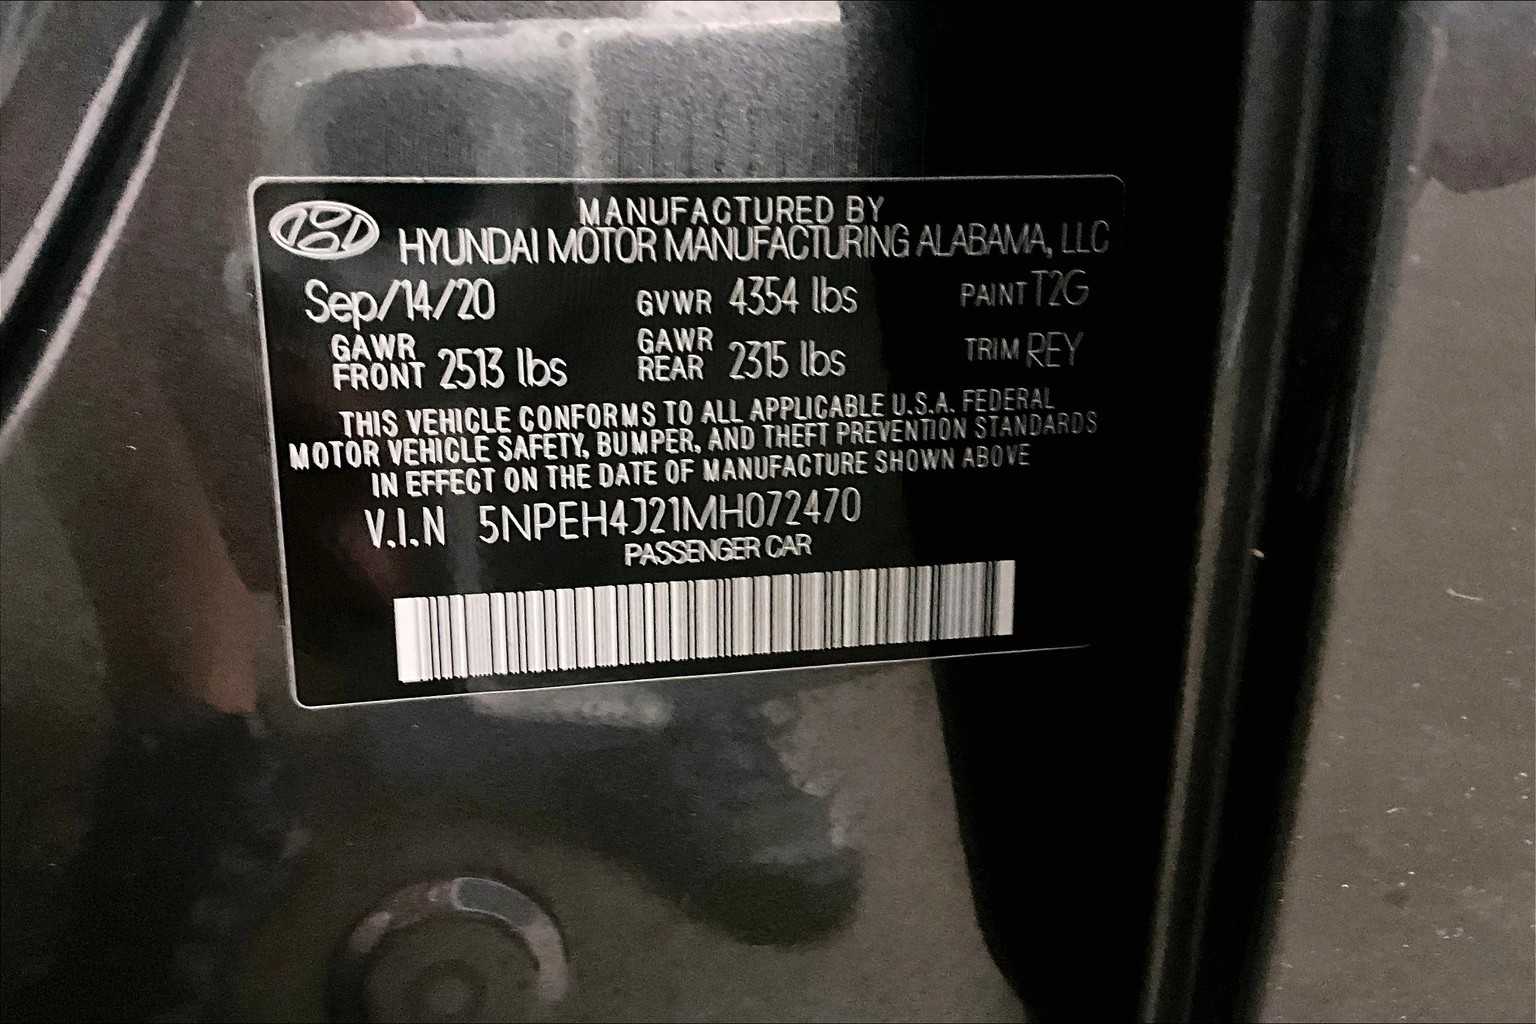 MANUFACTURED BY
HYUNDAI MOTOR MANUFACTURING ALABAMA, LLC
Sep/14/20 GVWR 4354 lbs PAINT T2G
GAWR FRONT 2513 lbs GAWR REAR 2315 lbs TRIM REY
THIS VEHICLE CONFORMS TO ALL APPLICABLE U.S.A. FEDERAL
MOTOR VEHICLE SAFETY, BUMPER, AND THEFT PREVENTION STANDARDS
IN EFFECT ON THE DATE OF MANUFACTURE SHOWN ABOVE
V.I.N 5NPEH4J21MH072470
PASSENGER CAR